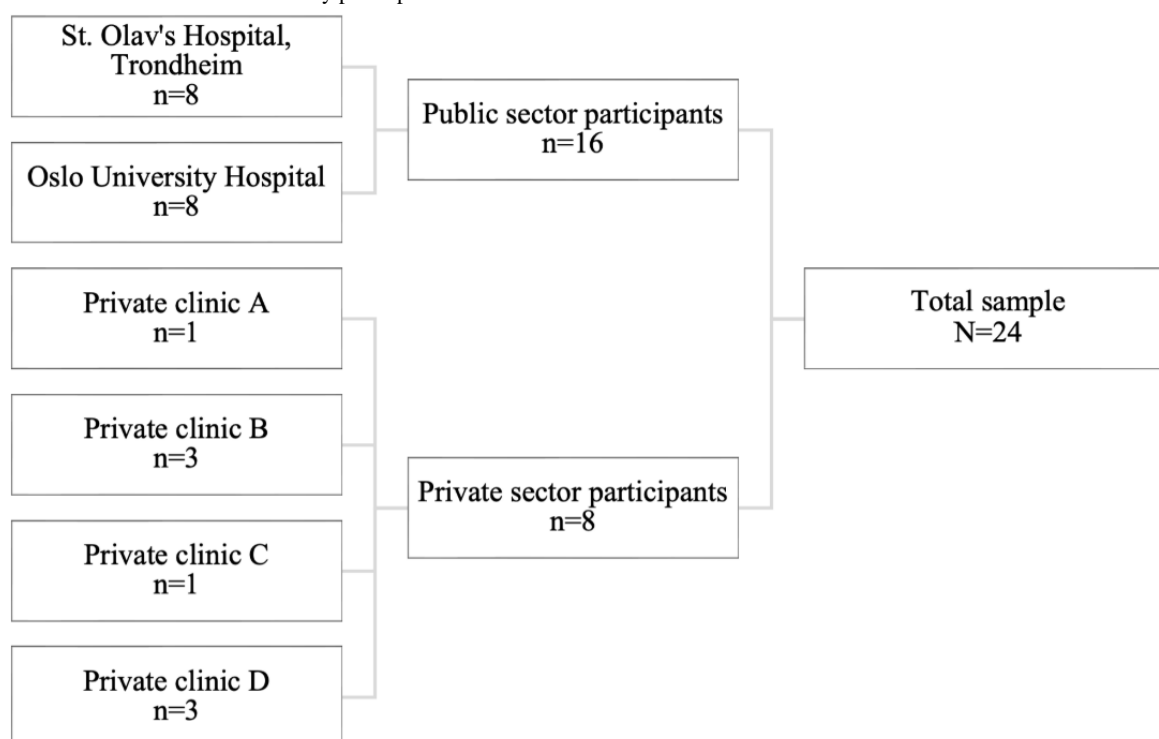 St. Olav's Hospital,
Trondheim
n=8
Oslo University Hospital
n=8
Private clinic A
n=1
Private clinic B
n=3
Private clinic C
n=1
Private clinic D
n=3
Public sector participants
n=16
Private sector participants
n=8
Total sample
N=24